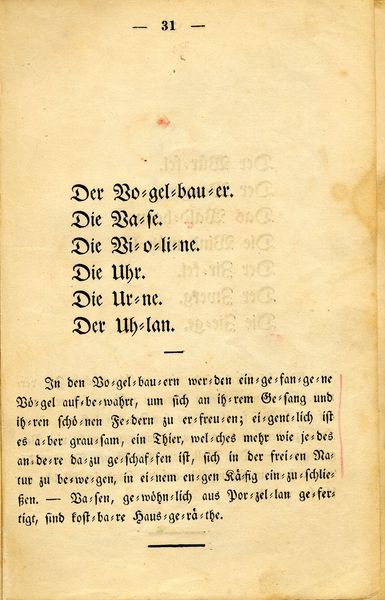 — 31 —
Der Vo⸗gel⸗bau⸗er.
Die Va⸗se.
Die Vi⸗o⸗li⸗ne.
Die Uhr.
Die Ur⸗ne.
Der Uh⸗lan.
In den Vo⸗gel⸗bau⸗ern wer⸗den ein⸗ge⸗fan⸗ge⸗ne
Vö⸗gel auf⸗be⸗wahrt, um sich an ih⸗rem Ge⸗sang und
ih⸗ren schö⸗nen Fe⸗dern zu er⸗freu⸗en; ei⸗gent⸗lich ist
es a⸗ber grau⸗sam, ein Thier, wel⸗ches mehr wie je⸗des
an⸗de⸗re da⸗zu ge⸗schaf⸗fen ist, sich in der frei⸗en Na⸗
tur zu be⸗we⸗gen, in ei⸗nem en⸗gen Kä⸗fig ein⸗zu⸗schlie⸗
ßen. — Va⸗sen, ge⸗wöhn⸗lich aus Por⸗zel⸗lan ge⸗fer⸗
tigt, sind kost⸗ba⸗re Haus⸗ge⸗rä⸗the.